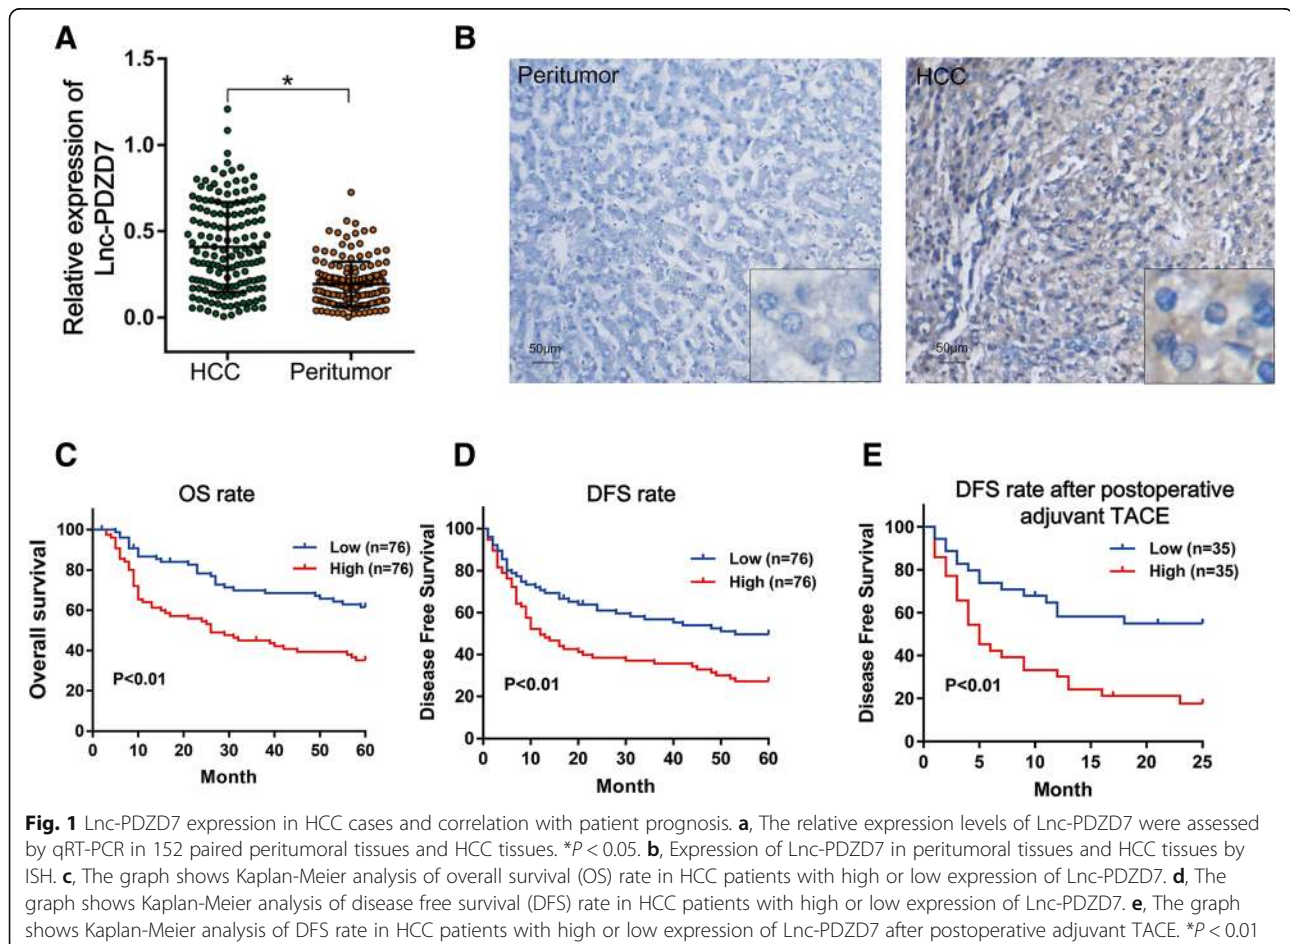 A
Relative expression of
Lnc-PDZD7
1.5
1.0
0.5
0.0
*
HCC
Peritumor
B
Peritumor
50μm
HCC
50μm
C
OS rate
Overall survival
100
80
60
40
20
0
Low (n=76)
High (n=76)
P<0.01
0 10 20 30 40 50 60
Month
D
DFS rate
Disease Free Survival
100
80
60
40
20
0
Low (n=76)
High (n=76)
P<0.01
0 10 20 30 40 50 60
Month
E
DFS rate after postoperative
adjuvant TACE
Disease Free Survival
100
80
60
40
20
0
Low (n=35)
High (n=35)
P<0.01
0 5 10 15 20 25
Month
Fig. 1 Lnc-PDZD7 expression in HCC cases and correlation with patient prognosis. a, The relative expression levels of Lnc-PDZD7 were assessed
by qRT-PCR in 152 paired peritumoral tissues and HCC tissues. *P < 0.05. b, Expression of Lnc-PDZD7 in peritumoral tissues and HCC tissues by
ISH. c, The graph shows Kaplan-Meier analysis of overall survival (OS) rate in HCC patients with high or low expression of Lnc-PDZD7. d, The
graph shows Kaplan-Meier analysis of disease free survival (DFS) rate in HCC patients with high or low expression of Lnc-PDZD7. e, The graph
shows Kaplan-Meier analysis of DFS rate in HCC patients with high or low expression of Lnc-PDZD7 after postoperative adjuvant TACE. *P < 0.01